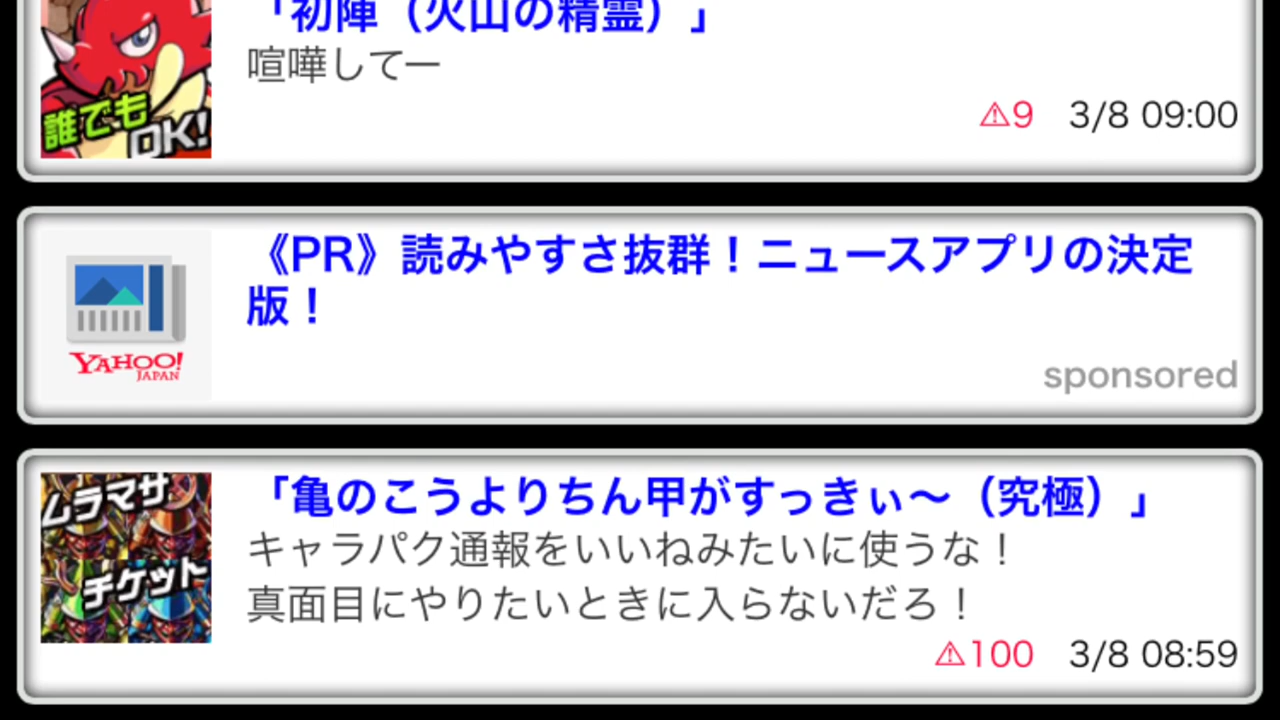 「初陣（火山の精霊）」
喧嘩してー
誰でも
OK!
⚠9 3/8 09:00
《PR》読みやすさ抜群！ニュースアプリの決定
版！
YAHOO!
JAPAN
sponsored
「亀のこうよりちん甲がすっきぃ〜（究極）」
ムラマサ
チケット
キャラパク通報をいいねみたいに使うな！
真面目にやりたいときに入らないだろ！
⚠100 3/8 08:59